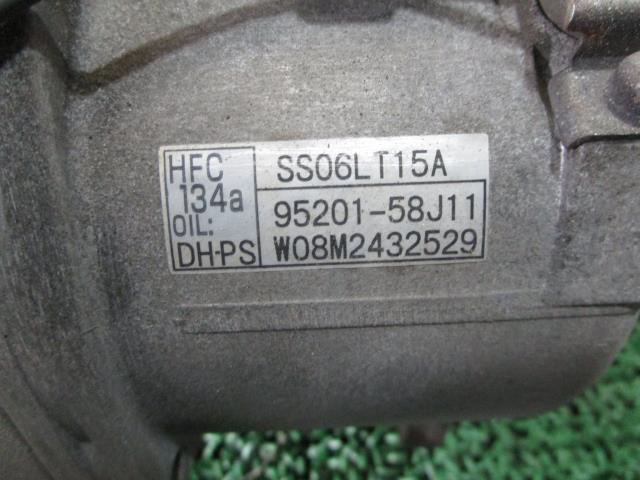 HFC
134a
OIL:
DH-PS
SS06LT15A
95201-58J11
W08M2432529